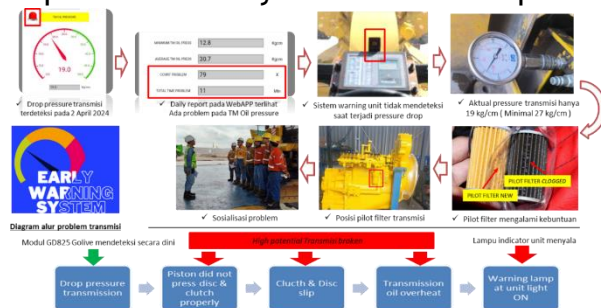 19.0
MINIMUM TM OIL PRESS 12.8 Kg/cm
AVERAGE TM OIL PRESS 20.7 Kg/cm
COUNT PROBLEM 79 X
TOTAL TIME PROBLEM 11 Min
✓ Drop pressure transmisi
terdeteksi pada 2 April 2024
✓ Daily report pada WebAPP terlihat
Ada problem pada TM Oil pressure
✓ Sistem warning unit tidak mendeteksi
saat terjadi pressure drop
✓ Aktual pressure transmisi hanya
19 kg/cm ( Minimal 27 kg/cm )
EARLY
WARNING
SYSTEM
PILOT FILTER NEW
PILOT FILTER CLOGGED
✓ Sosialisasi problem
✓ Posisi pilot filter transmisi
✓ Pilot filter mengalami kebuntuan
Diagram alur problem transmisi
Modul GD825 Golive mendeteksi secara dini
High potential Transmisi broken
Lampu indicator unit menyala
Drop pressure
transmission
Piston did not
press disc &
clutch
properly
Clucth & Disc
slip
Transmission
oil overheat
Warning lamp
at unit light
ON